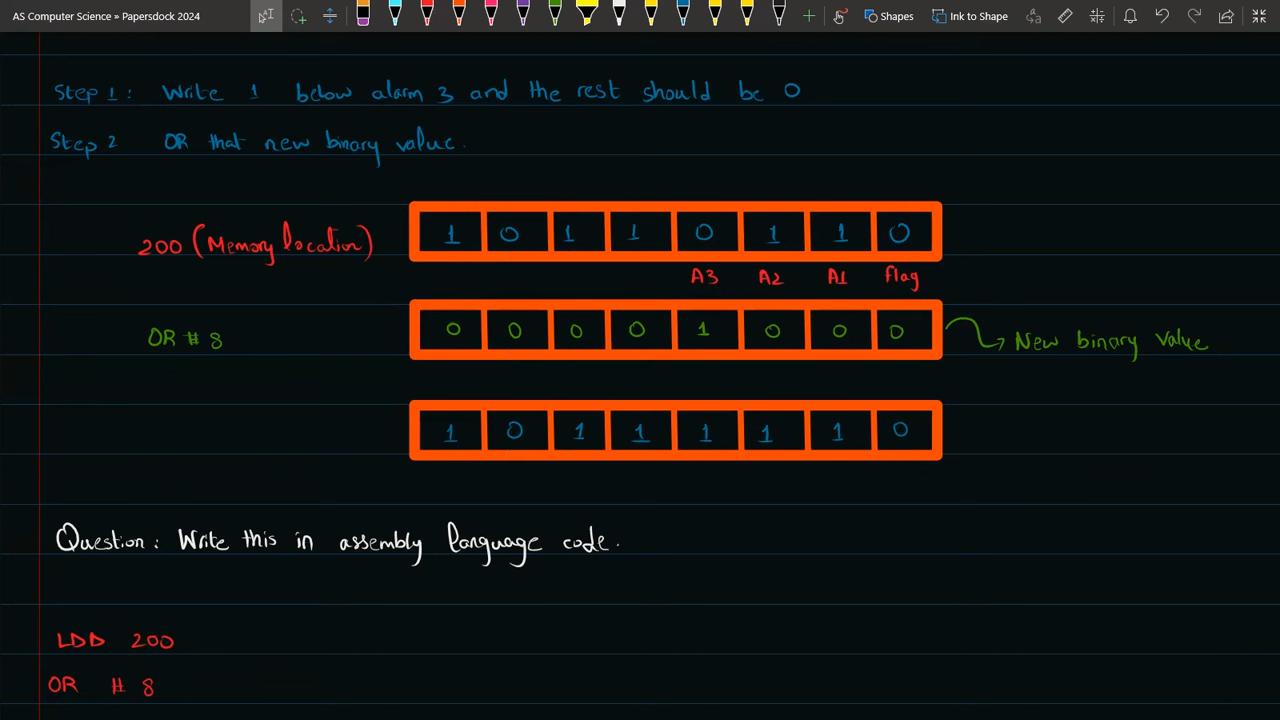 AS Computer Science » Papersdock 2024
Shapes
Ink to Shape
Step 1: Write 1 below alarm 3 and the rest should be 0
Step 2 OR that new binary value.
200 (Memory location) 1 0 1 1 0 1 1 0
A3 A2 A1 flag
OR # 8 0 0 0 0 1 0 0 0 New binary value
1 0 1 1 1 1 1 0
Question: Write this in assembly language code.
LDD 200
OR # 8